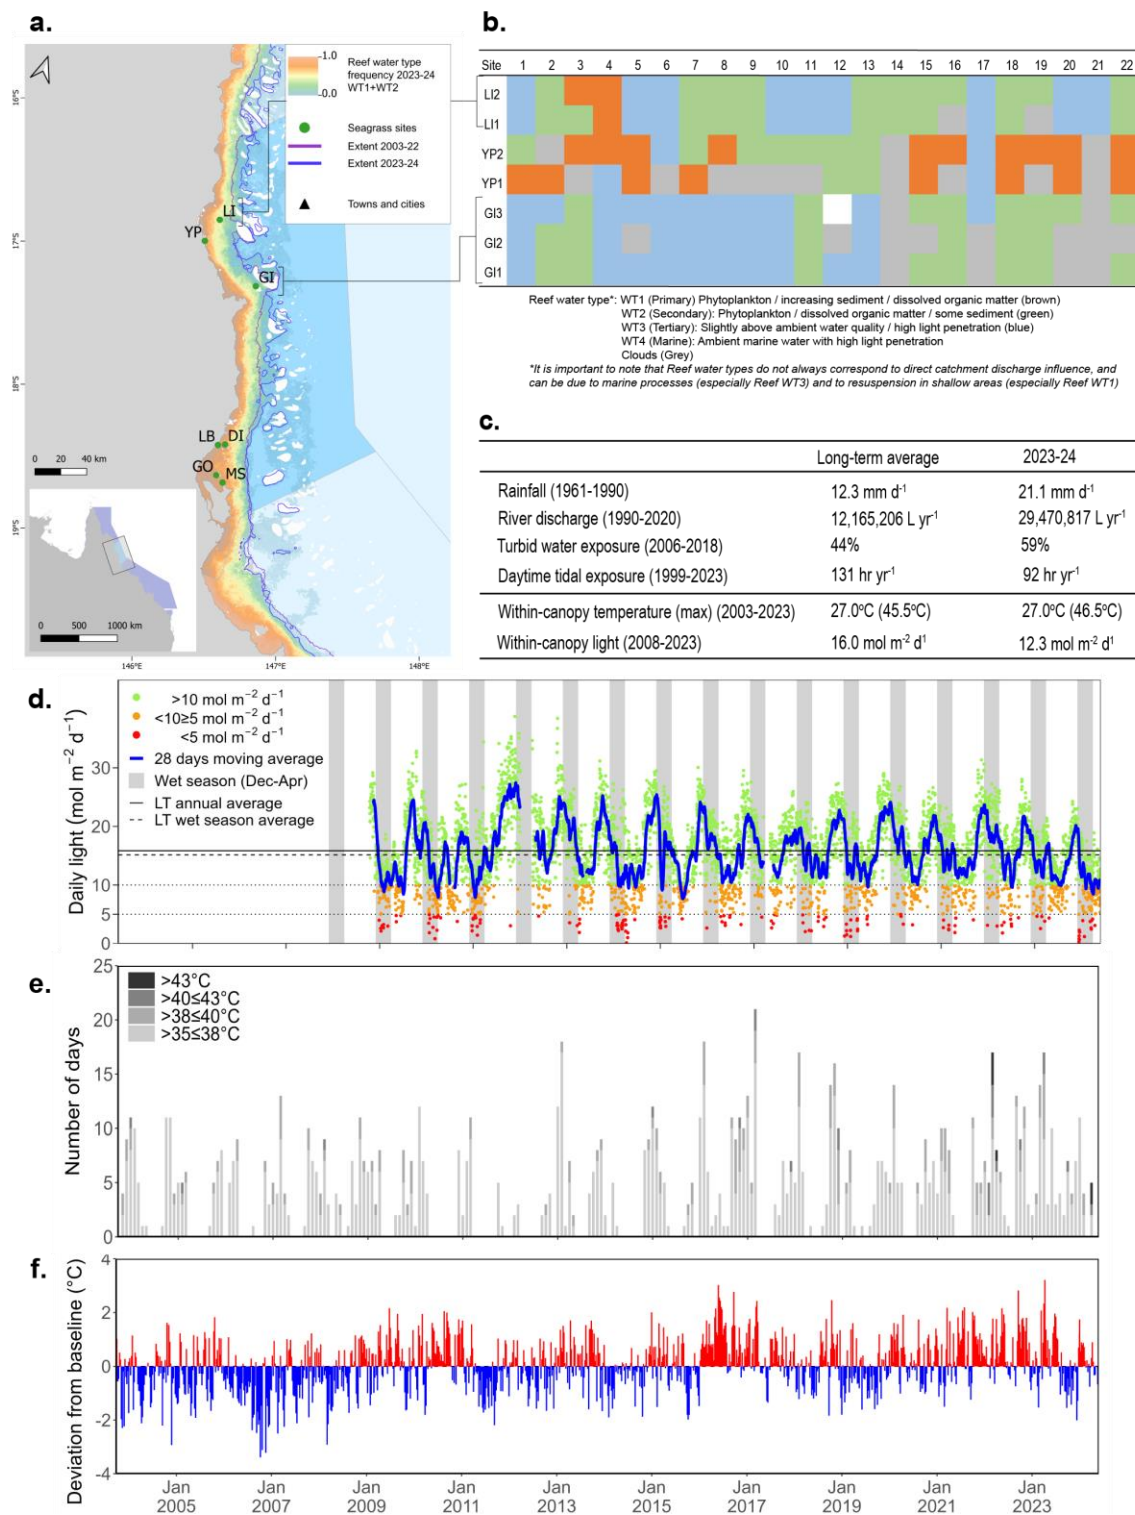 a.
16°S
17°S
18°S
19°S
1.0
Reef water type
frequency 2023-24
WT1+WT2
0.0
Seagrass sites
Extent 2003-22
Extent 2023-24
Towns and cities
LI
YP
GI
LB DI
GO MS
0 20 40 km
0 500 1000 km
146°E 147°E 148°E
b.
Site 1 2 3 4 5 6 7 8 9 10 11 12 13 14 15 16 17 18 19 20 21 22
LI2
LI1
YP2
YP1
GI3
GI2
GI1
Reef water type*: WT1 (Primary) Phytoplankton / increasing sediment / dissolved organic matter (brown)
WT2 (Secondary): Phytoplankton / dissolved organic matter / some sediment (green)
WT3 (Tertiary): Slightly above ambient water quality / high light penetration (blue)
WT4 (Marine): Ambient marine water with high light penetration
Clouds (Grey)
*It is important to note that Reef water types do not always correspond to direct catchment discharge influence, and
can be due to marine processes (especially Reef WT3) and to resuspension in shallow areas (especially Reef WT1)
c.
Long-term average 2023-24
Rainfall (1961-1990) 12.3 mm d⁻¹ 21.1 mm d⁻¹
River discharge (1990-2020) 12,165,206 L yr⁻¹ 29,470,817 L yr⁻¹
Turbid water exposure (2006-2018) 44% 59%
Daytime tidal exposure (1999-2023) 131 hr yr⁻¹ 92 hr yr⁻¹
Within-canopy temperature (max) (2003-2023) 27.0ºC (45.5ºC) 27.0ºC (46.5ºC)
Within-canopy light (2008-2023) 16.0 mol m⁻² d¹ 12.3 mol m⁻² d¹
d.
>10 mol m⁻² d⁻¹
<10≥5 mol m⁻² d⁻¹
<5 mol m⁻² d⁻¹
28 days moving average
Wet season (Dec-Apr)
LT annual average
LT wet season average
Daily light (mol m⁻² d⁻¹)
30
20
10
5
0
e.
>43°C
>40≤43°C
>38≤40°C
>35≤38°C
Number of days
25
20
15
10
5
0
f.
Deviation from baseline (°C)
4
2
0
-2
-4
Jan Jan Jan Jan Jan Jan Jan Jan Jan Jan
2005 2007 2009 2011 2013 2015 2017 2019 2021 2023